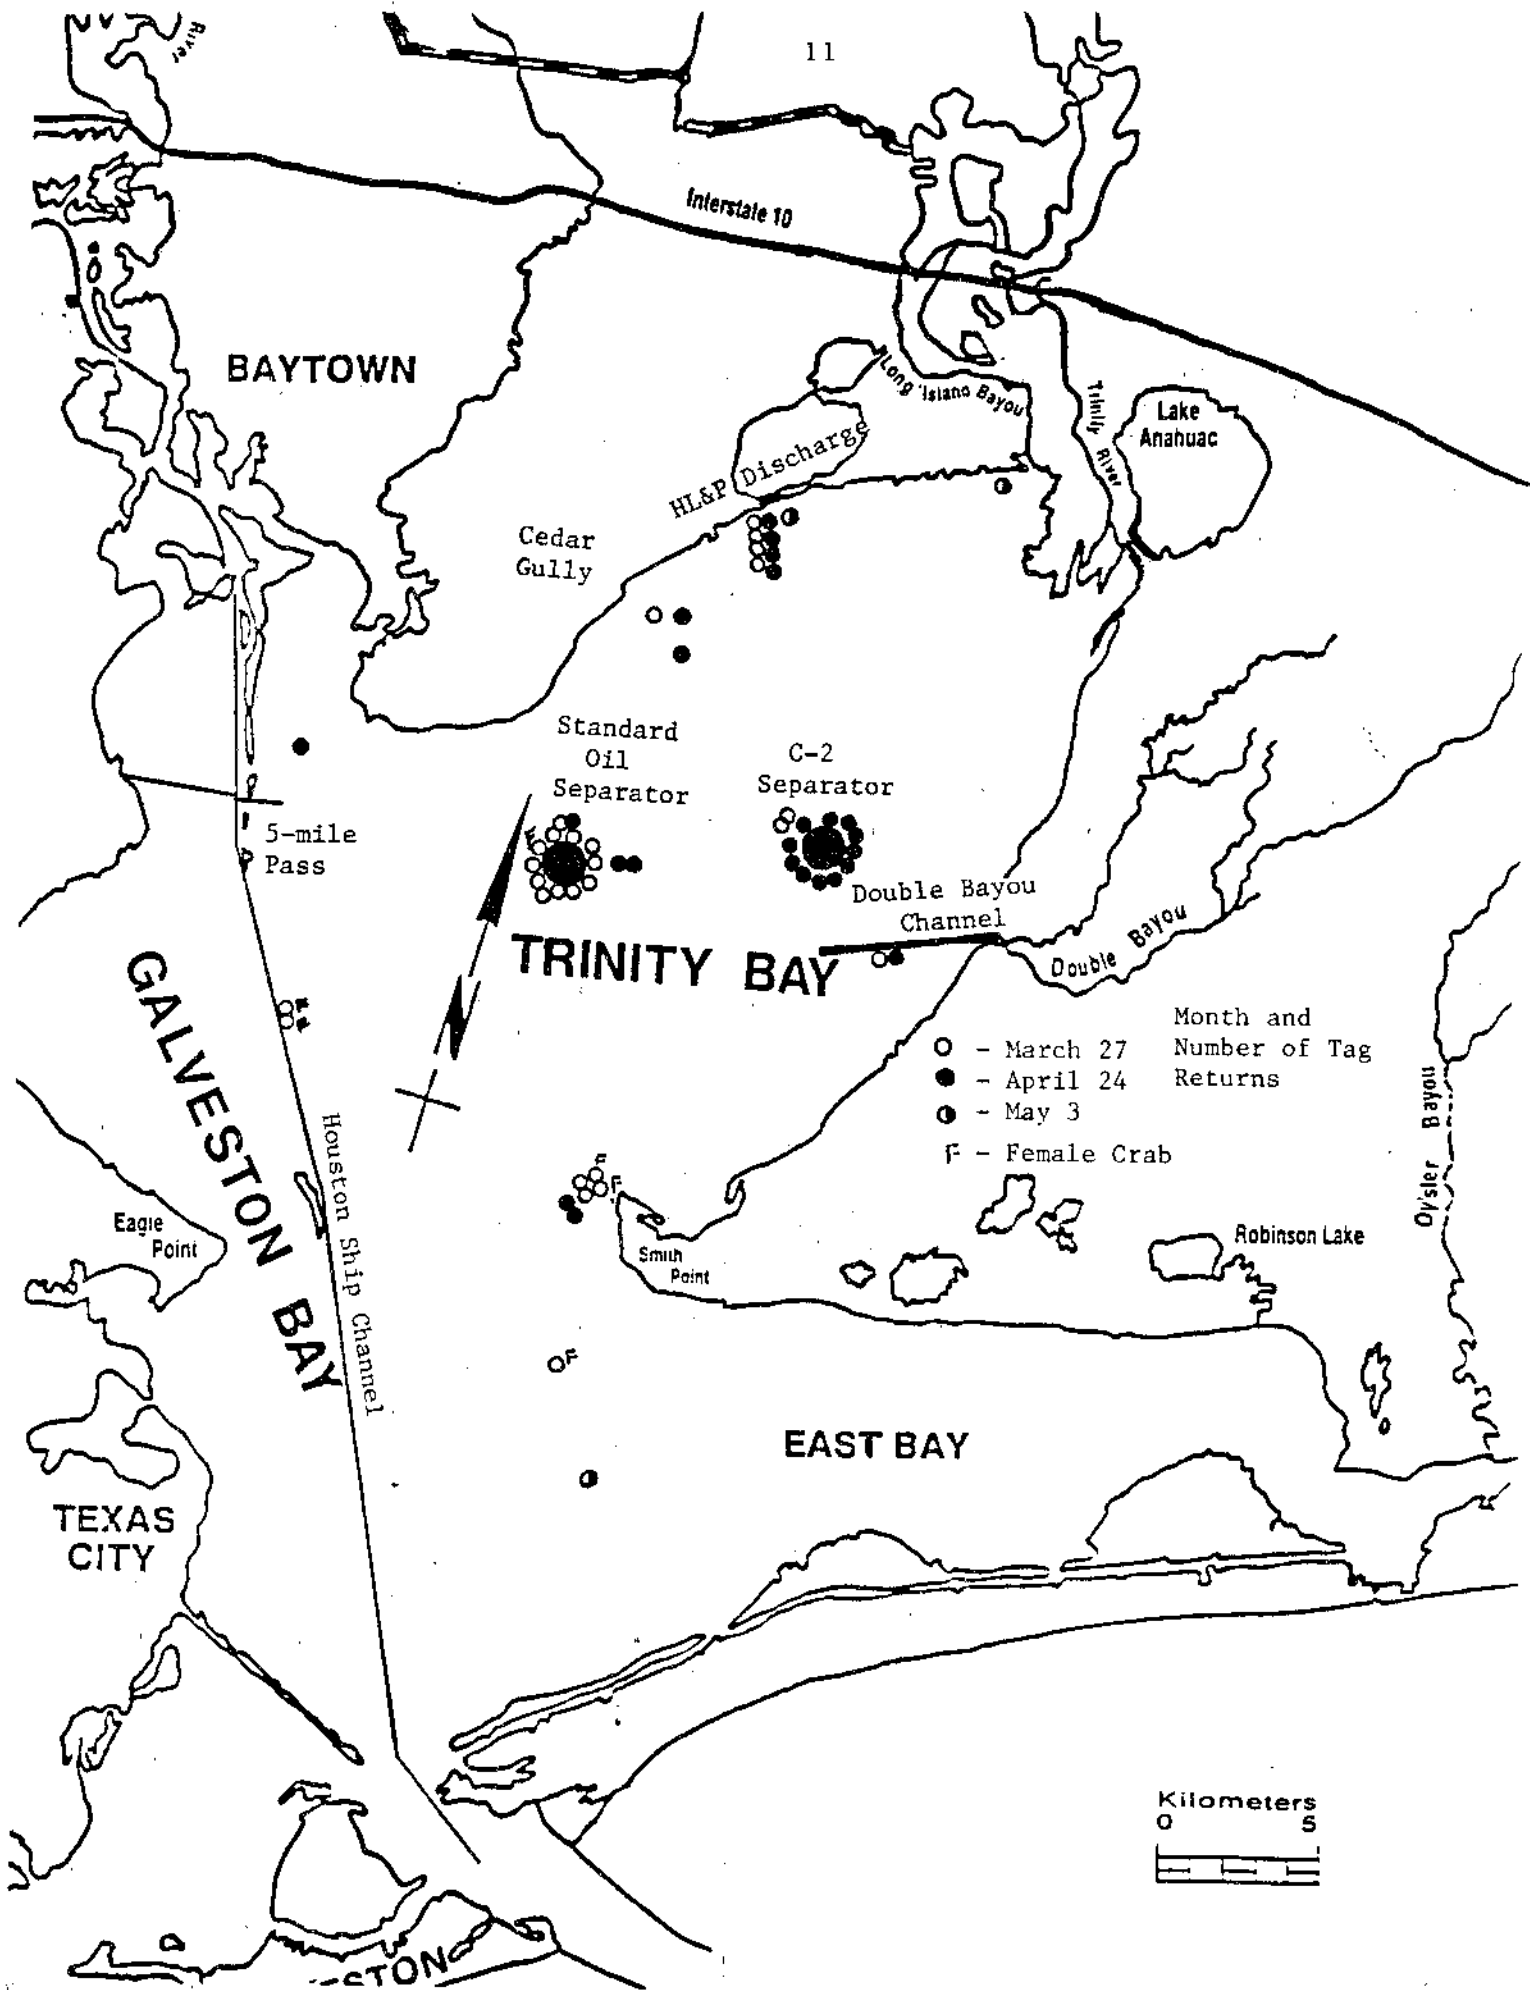 11
River
Interstate 10
BAYTOWN
Long Island Bayou
Trinity River
Lake
Anahuac
HL&P Discharge
Cedar
Gully
Standard
Oil
Separator
C-2
Separator
5-mile
Pass
Double Bayou
Channel
TRINITY BAY
Double Bayou
GALVESTON BAY
Month and
Number of Tag
Returns
O - March 27
● - April 24
◑ - May 3
F - Female Crab
F
F
F
F
F
Houston Ship Channel
Eagle
Point
Smith
Point
Robinson Lake
Oyster Bayou
EAST BAY
TEXAS
CITY
Kilometers
0 5
STON